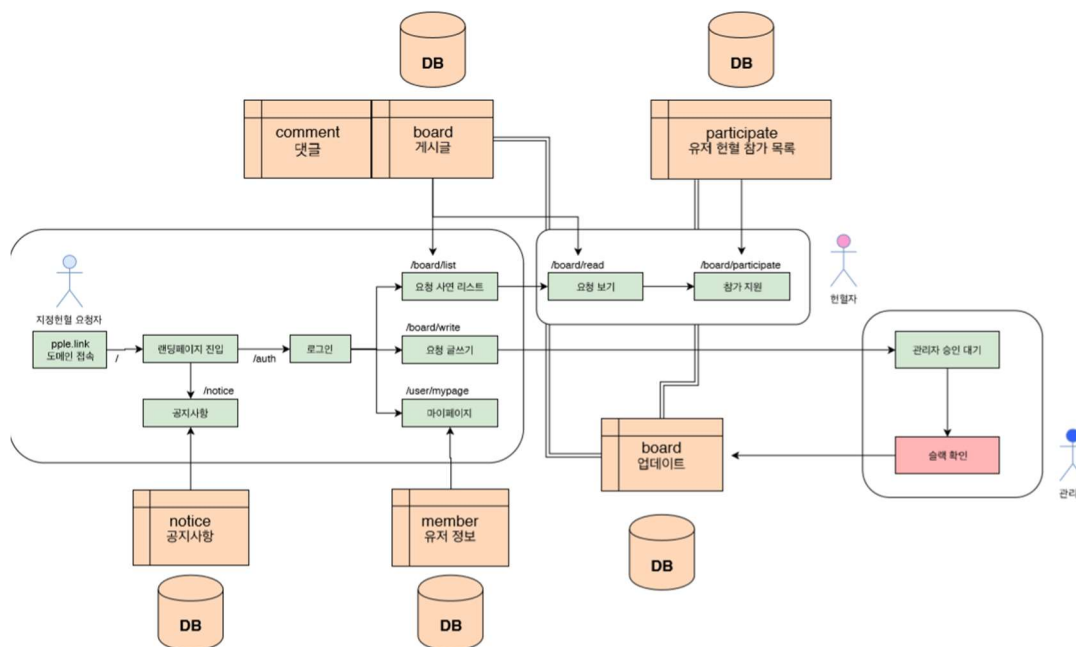 DB
DB
comment
댓글
board
게시글
participate
유저 헌혈 참가 목록
지정헌혈 요청자
헌혈자
/board/list
요청 사연 리스트
/board/read
요청 보기
/board/participate
참가 지원
pple.link
도메인 접속
/
랜딩페이지 진입
/auth
로그인
/board/write
요청 글쓰기
관리자 승인 대기
/notice
공지사항
/user/mypage
마이페이지
board
업데이트
슬랙 확인
notice
공지사항
member
유저 정보
DB
DB
DB